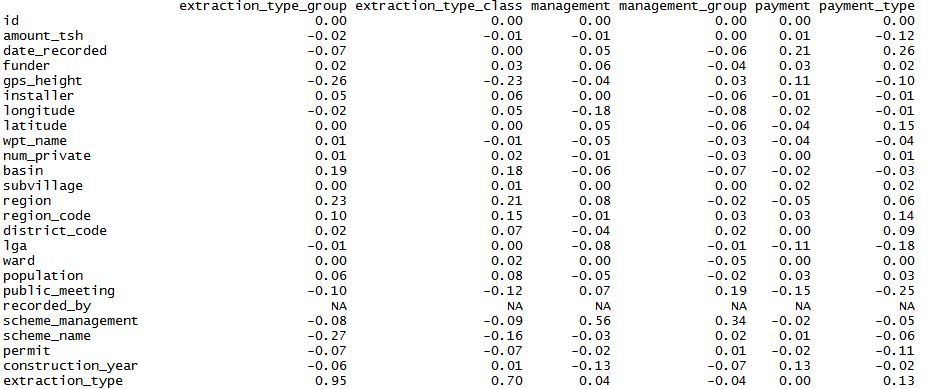 extraction_type_group extraction_type_class management management_group payment payment_type
id 0.00 0.00 0.00 0.00 0.00 0.00
amount_tsh -0.02 -0.01 -0.01 0.00 0.01 -0.12
date_recorded -0.07 0.00 0.05 -0.06 0.21 0.26
funder 0.02 0.03 0.06 -0.04 0.03 0.02
gps_height -0.26 -0.23 -0.04 0.03 0.11 -0.10
installer 0.05 0.06 0.00 -0.06 -0.01 -0.01
longitude -0.02 0.05 -0.18 -0.08 0.02 -0.01
latitude 0.00 0.00 0.05 -0.06 -0.04 0.15
wpt_name 0.01 -0.01 -0.05 -0.03 -0.04 -0.04
num_private 0.01 0.02 -0.01 -0.03 0.00 0.01
basin 0.19 0.18 -0.06 -0.07 -0.02 -0.03
subvillage 0.00 0.01 0.00 0.00 0.02 0.02
region 0.23 0.21 0.08 -0.02 -0.05 0.06
region_code 0.10 0.15 -0.01 0.03 0.03 0.14
district_code 0.02 0.07 -0.04 0.02 0.00 0.09
lga -0.01 0.00 -0.08 -0.01 -0.11 -0.18
ward 0.00 0.02 0.00 -0.05 0.00 0.00
population 0.06 0.08 -0.05 -0.02 0.03 0.03
public_meeting -0.10 -0.12 0.07 0.19 -0.15 -0.25
recorded_by NA NA NA NA NA NA
scheme_management -0.08 -0.09 0.56 0.34 -0.02 -0.05
scheme_name -0.27 -0.16 -0.03 0.02 0.01 -0.06
permit -0.07 -0.07 -0.02 0.01 -0.02 -0.11
construction_year -0.06 0.01 -0.13 -0.07 0.13 -0.02
extraction_type 0.95 0.70 0.04 -0.04 0.00 0.13